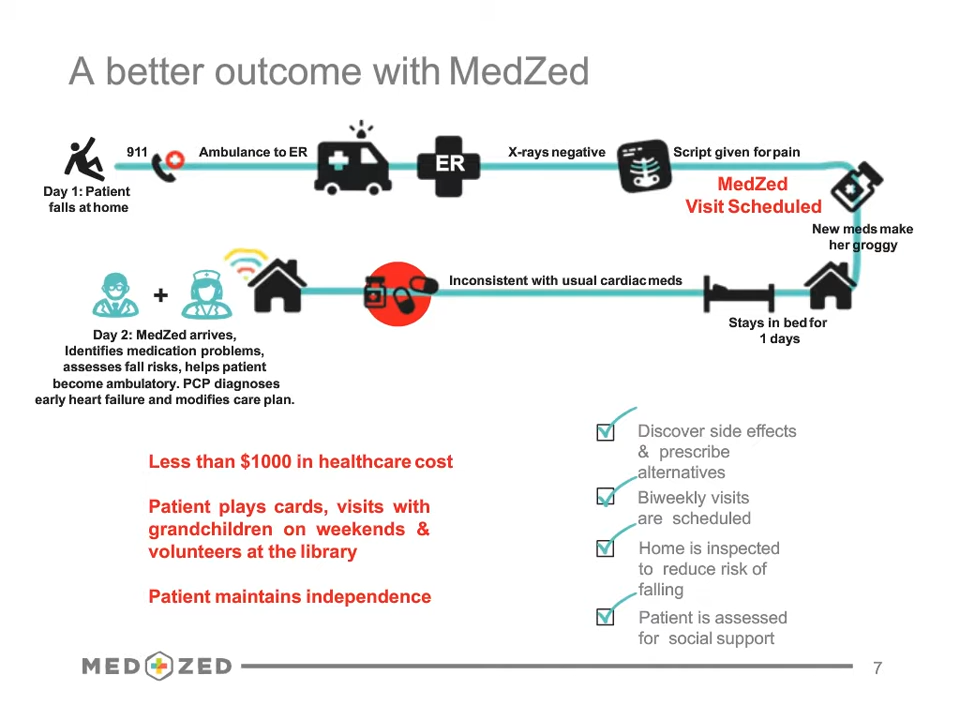 A better outcome with MedZed
911
Ambulance to ER
ER
X-rays negative
Script given for pain
Day 1: Patient
falls at home
MedZed
Visit Scheduled
New meds make
her groggy
Inconsistent with usual cardiac meds
Stays in bed for
1 days
+
Day 2: MedZed arrives,
Identifies medication problems,
assesses fall risks, helps patient
become ambulatory. PCP diagnoses
early heart failure and modifies care plan.
Less than $1000 in healthcare cost
Patient plays cards, visits with
grandchildren on weekends &
volunteers at the library
Patient maintains independence
Discover side effects
& prescribe
alternatives
Biweekly visits
are scheduled
Home is inspected
to reduce risk of
falling
Patient is assessed
for social support
MED ZED
7